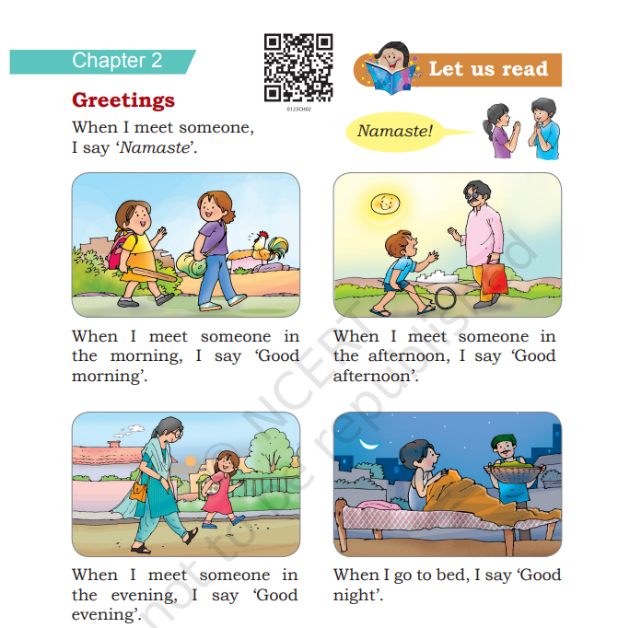 Chapter 2
0123CH02
Let us read
Greetings
When I meet someone,
I say ‘Namaste’.
Namaste!
When I meet someone in
the morning, I say ‘Good
morning’.
When I meet someone in
the afternoon, I say ‘Good
afternoon’.
When I meet someone in
the evening, I say ‘Good
evening’.
When I go to bed, I say ‘Good
night’.
© NCERT
not to be republished